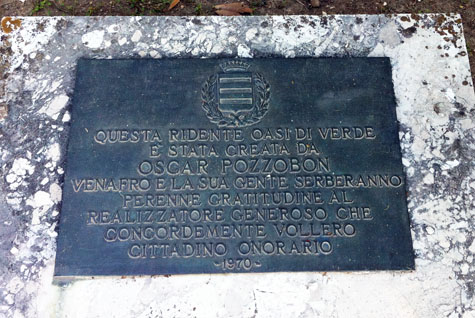 QUESTA RIDENTE OASI DI VERDE
È STATA CREATA DA
OSCAR POZZOBON
VENAFRO E LA SUA GENTE SERBERANNO
PERENNE GRATITUDINE AL
REALIZZATORE GENEROSO CHE
CONCORDEMENTE VOLLERO
CITTADINO ONORARIO
- 1970 -